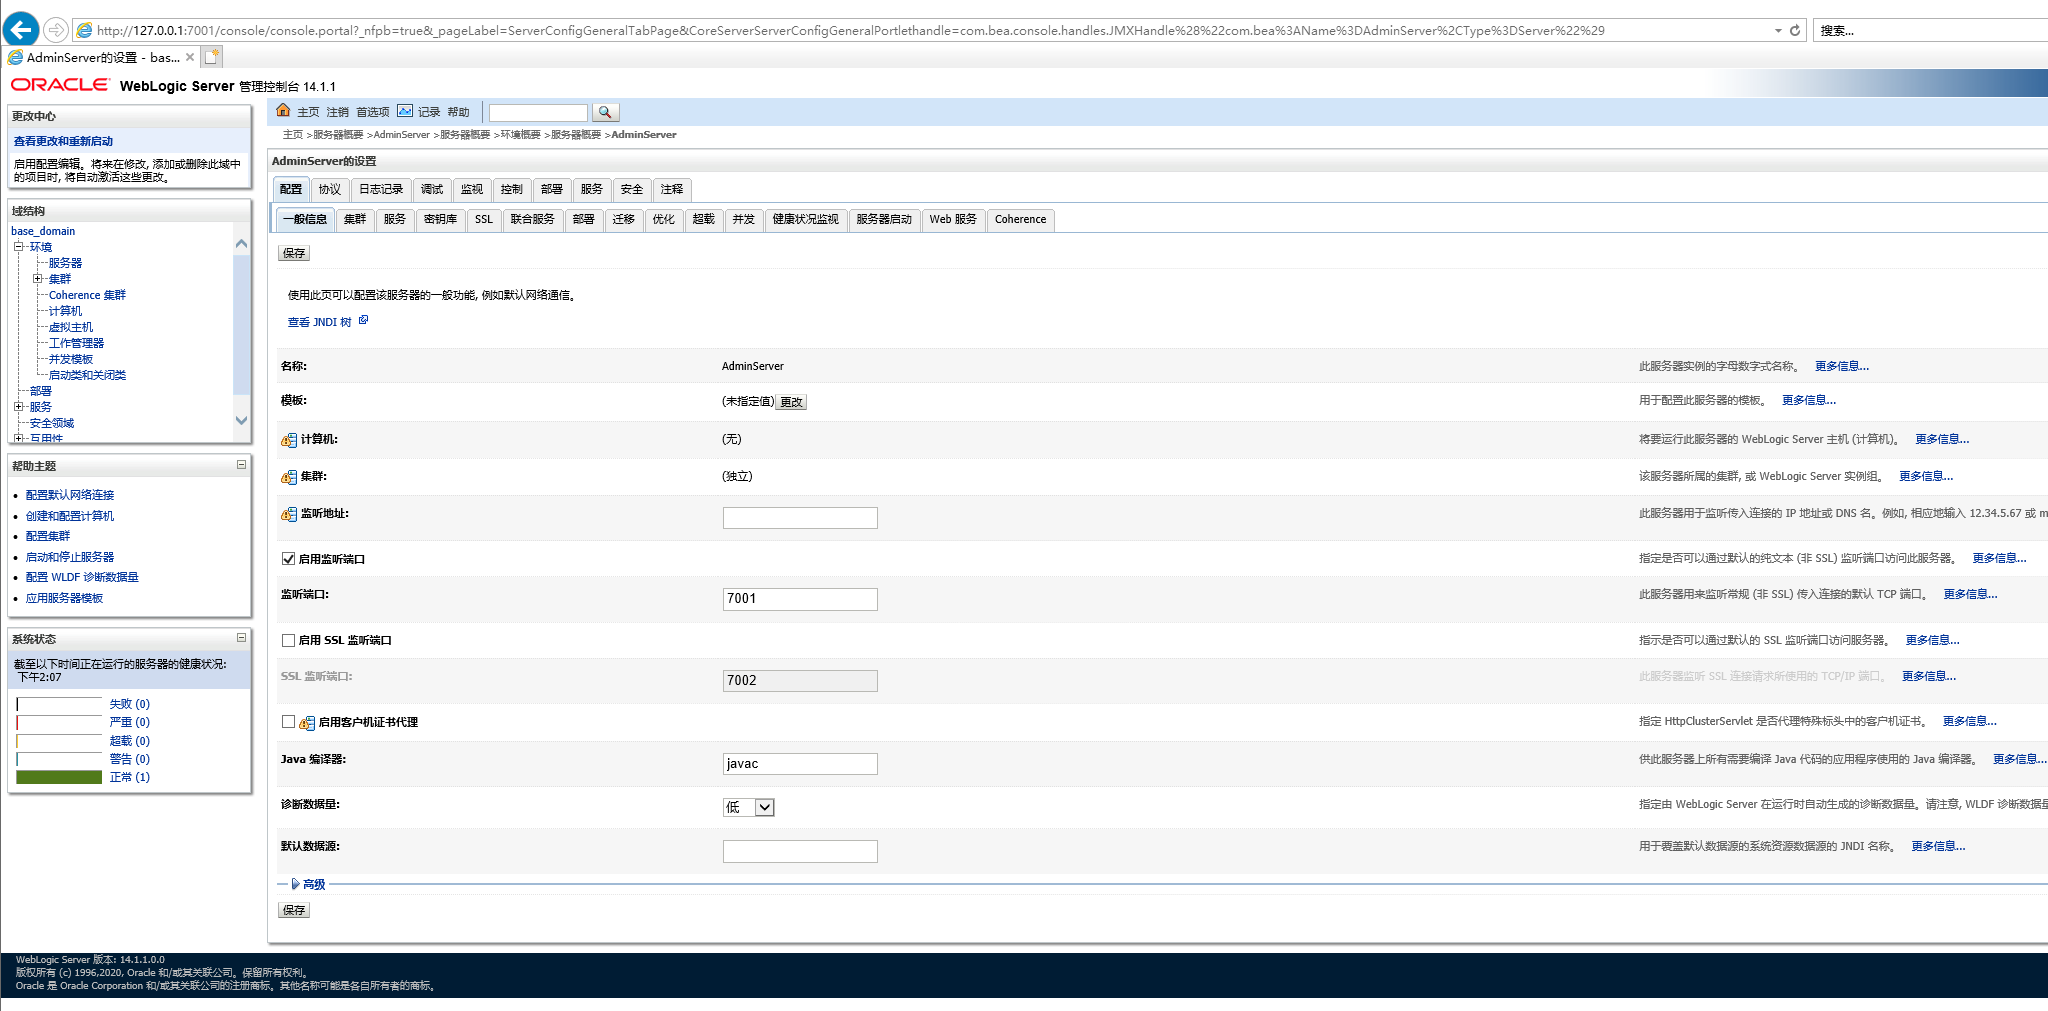 http://127.0.0.1:7001/console/console.portal?_nfpb=true&_pageLabel=ServerConfigGeneralTabPage&CoreServerServerConfigGeneralPortlethandle=com.bea.console.handles.JMXHandle%28%22com.bea%3AName%3DAdminServer%2CType%3DServer%22%29
搜索...
AdminServer的设置 - bas...
ORACLE WebLogic Server 管理控制台 14.1.1
更改中心
查看更改和重新启动
启用配置编辑。将来在修改, 添加或删除此域中
的项目时, 将自动激活这些更改。
域结构
base_domain
环境
服务器
集群
Coherence 集群
计算机
虚拟主机
工作管理器
并发模板
启动类和关闭类
部署
服务
安全领域
互用性
帮助主题
配置默认网络连接
创建和配置计算机
配置集群
启动和停止服务器
配置 WLDF 诊断数据量
应用服务器模板
系统状态
截至以下时间正在运行的服务器的健康状况:
下午2:07
失败 (0)
严重 (0)
超载 (0)
警告 (0)
正常 (1)
主页 注销 首选项 记录 帮助
主页 >服务器概要 >AdminServer >服务器概要 >环境概要 >服务器概要 >AdminServer
AdminServer的设置
配置 协议 日志记录 调试 监视 控制 部署 服务 安全 注释
一般信息 集群 服务 密钥库 SSL 联合服务 部署 迁移 优化 超载 并发 健康状况监视 服务器启动 Web 服务 Coherence
保存
使用此页可以配置该服务器的一般功能, 例如默认网络通信。
查看 JNDI 树
名称: AdminServer 此服务器实例的字母数字式名称。 更多信息...
模板: (未指定值) 更改 用于配置此服务器的模板。 更多信息...
计算机: (无) 将要运行此服务器的 WebLogic Server 主机 (计算机)。 更多信息...
集群: (独立) 该服务器所属的集群, 或 WebLogic Server 实例组。 更多信息...
监听地址: 此服务器用于监听传入连接的 IP 地址或 DNS 名。例如, 相应地输入 12.34.5.67 或 m
启用监听端口 指定是否可以通过默认的纯文本 (非 SSL) 监听端口访问此服务器。 更多信息...
监听端口: 7001 此服务器用来监听常规 (非 SSL) 传入连接的默认 TCP 端口。 更多信息...
启用 SSL 监听端口 指示是否可以通过默认的 SSL 监听端口访问服务器。 更多信息...
SSL 监听端口: 7002 此服务器监听 SSL 连接请求所使用的 TCP/IP 端口。 更多信息...
启用客户机证书代理 指定 HttpClusterServlet 是否代理特殊标头中的客户机证书。 更多信息...
Java 编译器: javac 供此服务器上所有需要编译 Java 代码的应用程序使用的 Java 编译器。 更多信息...
诊断数据量: 低 指定由 WebLogic Server 在运行时自动生成的诊断数据量。请注意, WLDF 诊断数据量
默认数据源: 用于覆盖默认数据源的系统资源数据源的 JNDI 名称。 更多信息...
高级
保存
WebLogic Server 版本: 14.1.1.0.0
版权所有 (c) 1996,2020, Oracle 和/或其关联公司。保留所有权利。
Oracle 是 Oracle Corporation 和/或其关联公司的注册商标。其他名称可能是各自所有者的商标。